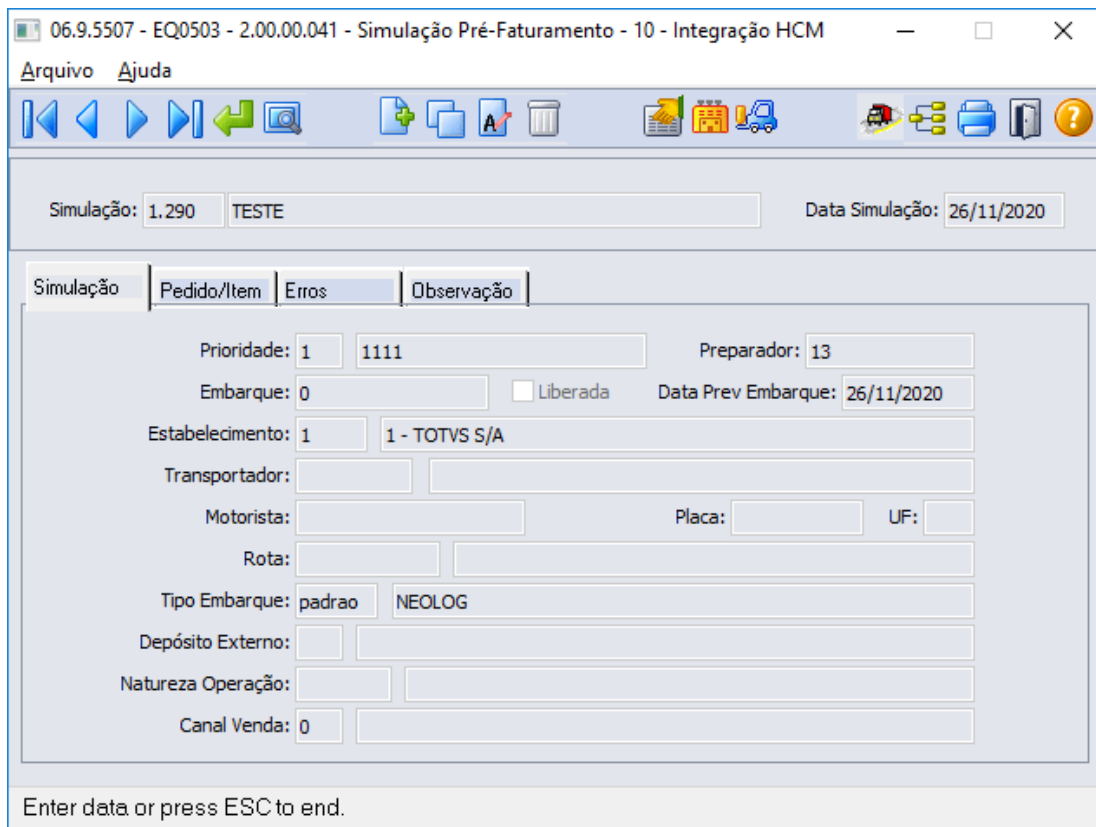 06.9.5507 - EQ0503 - 2.00.00.041 - Simulação Pré-Faturamento - 10 - Integração HCM
Arquivo Ajuda
Simulação: 1.290 TESTE Data Simulação: 26/11/2020
Simulação Pedido/Item Erros Observação
Prioridade: 1 1111 Preparador: 13
Embarque: 0 Liberada Data Prev Embarque: 26/11/2020
Estabelecimento: 1 1 - TOTVS S/A
Transportador:
Motorista: Placa: UF:
Rota:
Tipo Embarque: padrao NEOLOG
Depósito Externo:
Natureza Operação:
Canal Venda: 0
Enter data or press ESC to end.